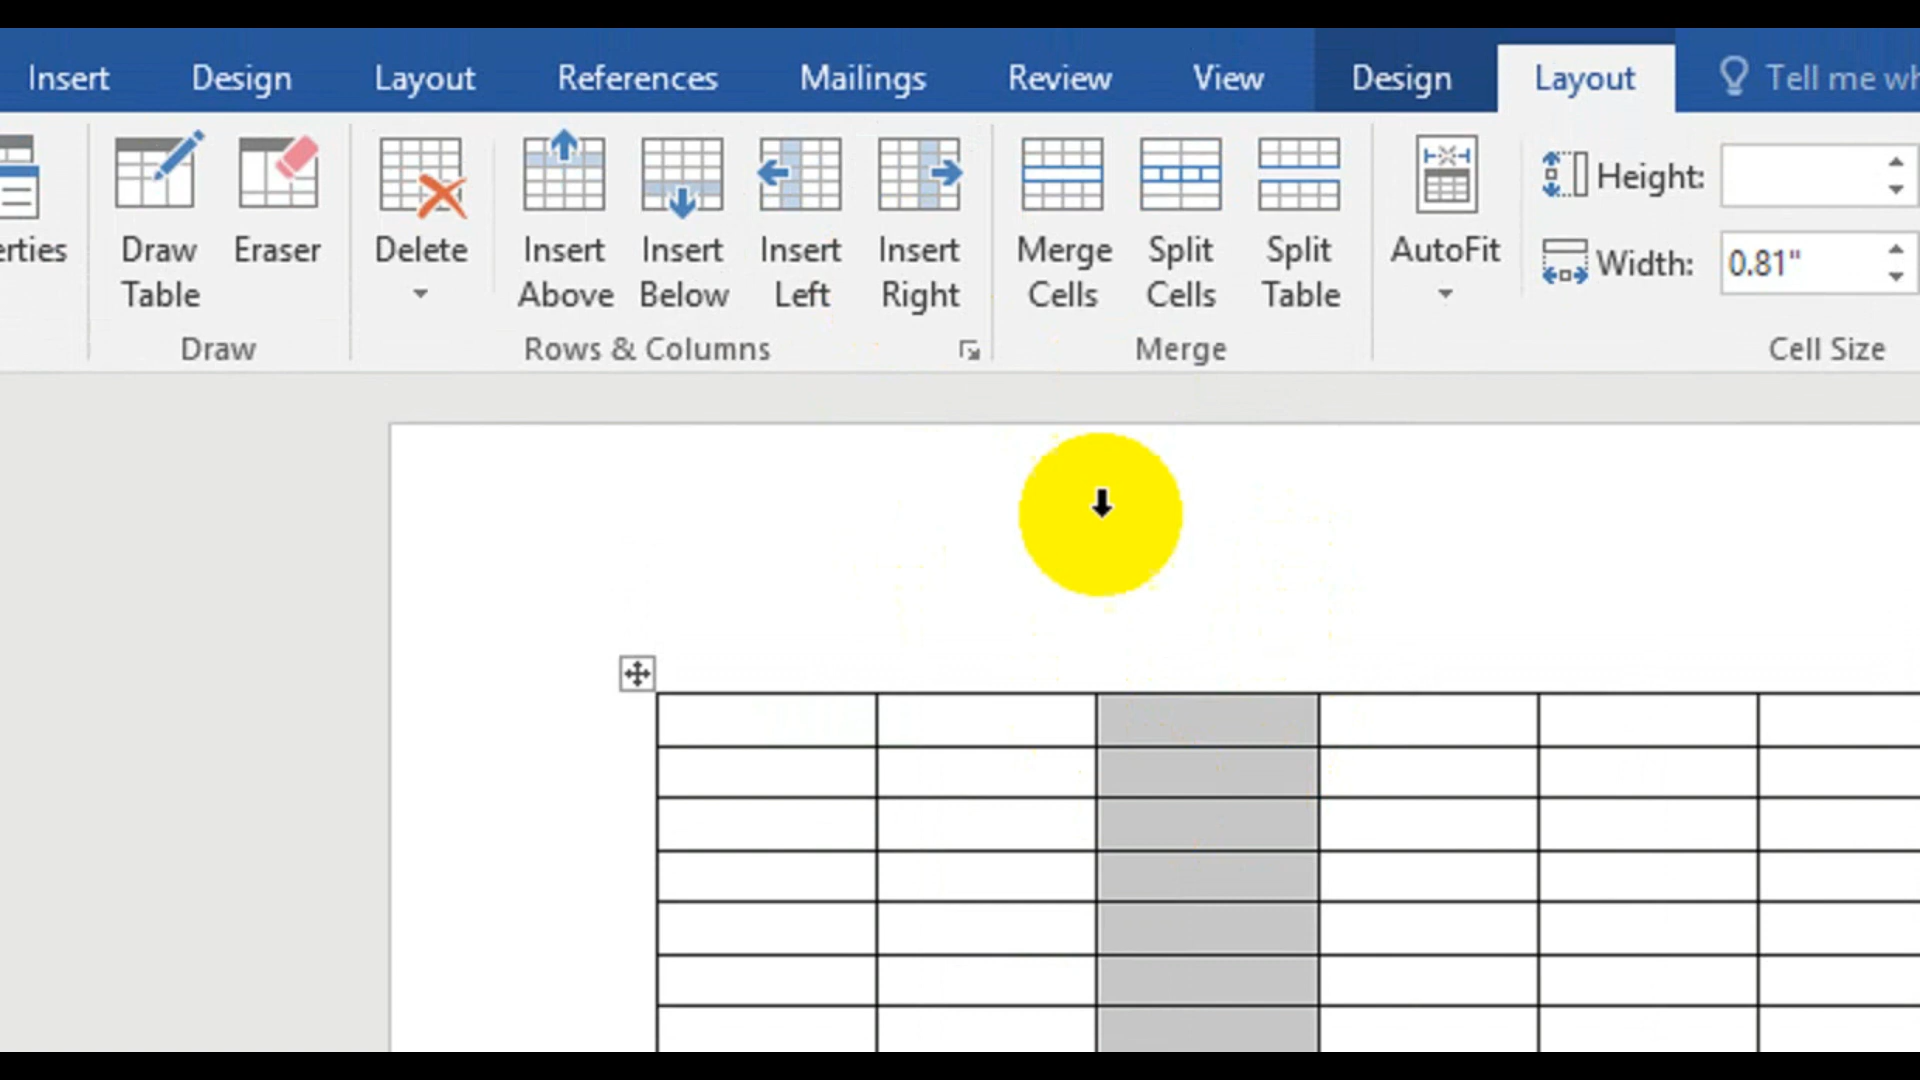 Insert Design Layout References Mailings Review View Design Layout Tell me wh
erties Draw Table Eraser Delete Insert Above Insert Below Insert Left Insert Right Merge Cells Split Cells Split Table AutoFit Height:
Width: 0.81"
Draw Rows & Columns Merge Cell Size